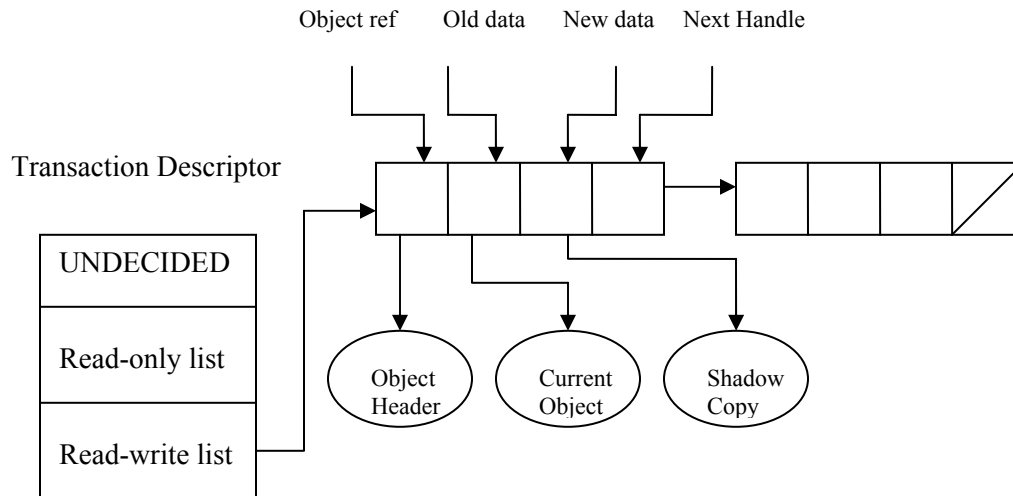 Object ref Old data New data Next Handle
Transaction Descriptor
UNDECIDED
Read-only list
Read-write list
Object
Header
Current
Object
Shadow
Copy